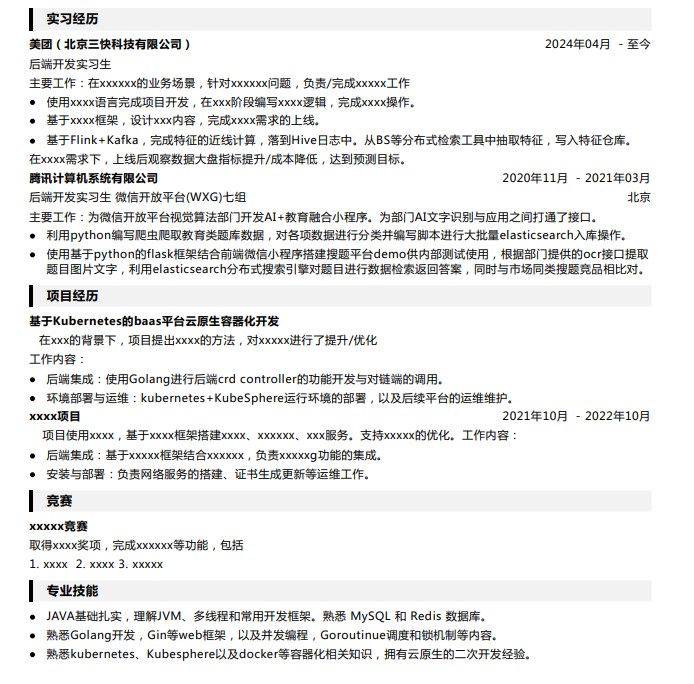 实习经历
美团（北京三快科技有限公司） 2024年04月 - 至今
后端开发实习生
主要工作：在xxxxxx的业务场景，针对xxxxxx问题，负责/完成xxxxx工作
● 使用xxxx语言完成项目开发，在xxx阶段编写xxxx逻辑，完成xxxx操作。
● 基于xxxx框架，设计xxx内容，完成xxxx需求的上线。
● 基于Flink+Kafka，完成特征的近线计算，落到Hive日志中。从BS等分布式检索工具中抽取特征，写入特征仓库。
在xxxx需求下，上线后观察数据大盘指标提升/成本降低，达到预测目标。
腾讯计算机系统有限公司 2020年11月 - 2021年03月
后端开发实习生 微信开放平台(WXG)七组 北京
主要工作：为微信开放平台视觉算法部门开发AI+教育融合小程序。为部门AI文字识别与应用之间打通了接口。
● 利用python编写爬虫爬取教育类题库数据，对各项数据进行分类并编写脚本进行大批量elasticsearch入库操作。
● 使用基于python的flask框架结合前端微信小程序搭建搜题平台demo供内部测试使用，根据部门提供的ocr接口提取
题目图片文字，利用elasticsearch分布式搜索引擎对题目进行数据检索返回答案，同时与市场同类搜题竞品相比对。
项目经历
基于Kubernetes的baas平台云原生容器化开发
在xxx的背景下，项目提出xxxx的方法，对xxxxx进行了提升/优化
工作内容：
● 后端集成：使用Golang进行后端crd controller的功能开发与对链端的调用。
● 环境部署与运维：kubernetes+KubeSphere运行环境的部署，以及后续平台的运维维护。
xxxx项目 2021年10月 - 2022年10月
项目使用xxxx，基于xxxx框架搭建xxxx、xxxxxx、xxx服务。支持xxxxx的优化。工作内容：
● 后端集成：基于xxxxx框架结合xxxxxx，负责xxxxxg功能的集成。
● 安装与部署：负责网络服务的搭建、证书生成更新等运维工作。
竞赛
xxxxx竞赛
取得xxxx奖项，完成xxxxxx等功能，包括
1. xxxx 2. xxxx 3. xxxxx
专业技能
● JAVA基础扎实，理解JVM、多线程和常用开发框架。熟悉 MySQL 和 Redis 数据库。
● 熟悉Golang开发，Gin等web框架，以及并发编程，Goroutinue调度和锁机制等内容。
● 熟悉kubernetes、Kubesphere以及docker等容器化相关知识，拥有云原生的二次开发经验。